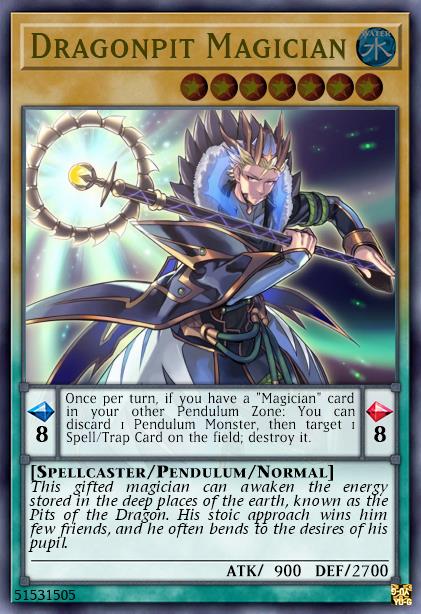 Dragonpit Magician
WATER
水
Once per turn, if you have a "Magician" card
in your other Pendulum Zone: You can
discard 1 Pendulum Monster, then target 1
Spell/Trap Card on the field; destroy it.
8
8
[Spellcaster/Pendulum/Normal]
This gifted magician can awaken the energy
stored in the deep places of the earth, known as the
Pits of the Dragon. His stoic approach wins him
few friends, and he often bends to the desires of his
pupil.
ATK/ 900 DEF/2700
51531505